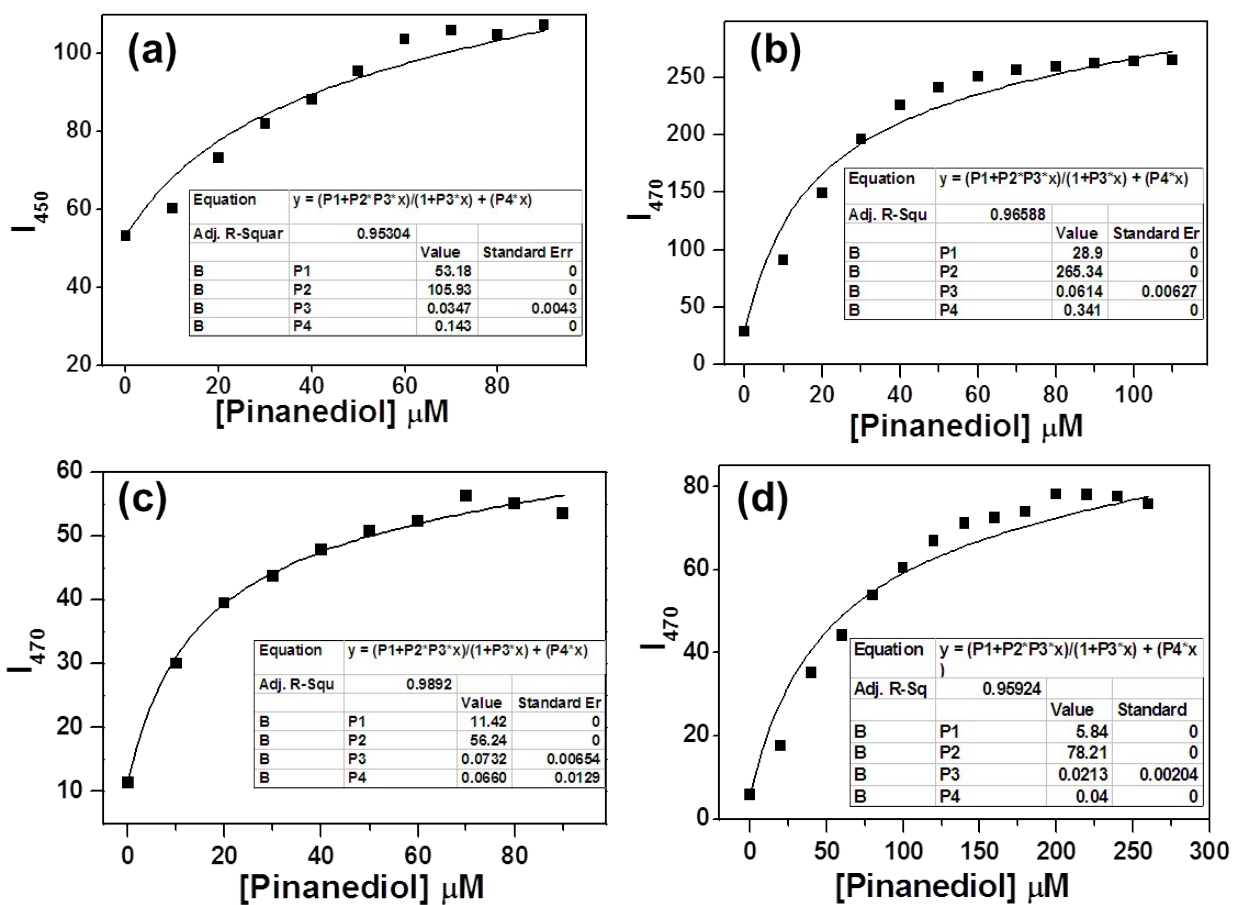 (a)
100
80
60
40
20
I450
Equation y = (P1+P2*P3*x)/(1+P3*x) + (P4*x)
Adj. R-Squar 0.95304
Value Standard Err
B P1 53.18 0
B P2 105.93 0
B P3 0.0347 0.0043
B P4 0.143 0
0 20 40 60 80
[Pinanediol] μM
(b)
250
200
150
100
50
0
I470
Equation y = (P1+P2*P3*x)/(1+P3*x) + (P4*x)
Adj. R-Squ 0.96588
Value Standard Er
B P1 28.9 0
B P2 265.34 0
B P3 0.0614 0.00627
B P4 0.341 0
0 20 40 60 80 100
[Pinanediol] μM
(c)
60
50
40
30
20
10
I470
Equation y = (P1+P2*P3*x)/(1+P3*x) + (P4*x)
Adj. R-Squ 0.9892
Value Standard Er
B P1 11.42 0
B P2 56.24 0
B P3 0.0732 0.00654
B P4 0.0660 0.0129
0 20 40 60 80
[Pinanediol] μM
(d)
80
60
40
20
0
I470
Equation y = (P1+P2*P3*x)/(1+P3*x) + (P4*x
)
Adj. R-Sq 0.95924
Value Standard
B P1 5.84 0
B P2 78.21 0
B P3 0.0213 0.00204
B P4 0.04 0
0 50 100 150 200 250 300
[Pinanediol] μM